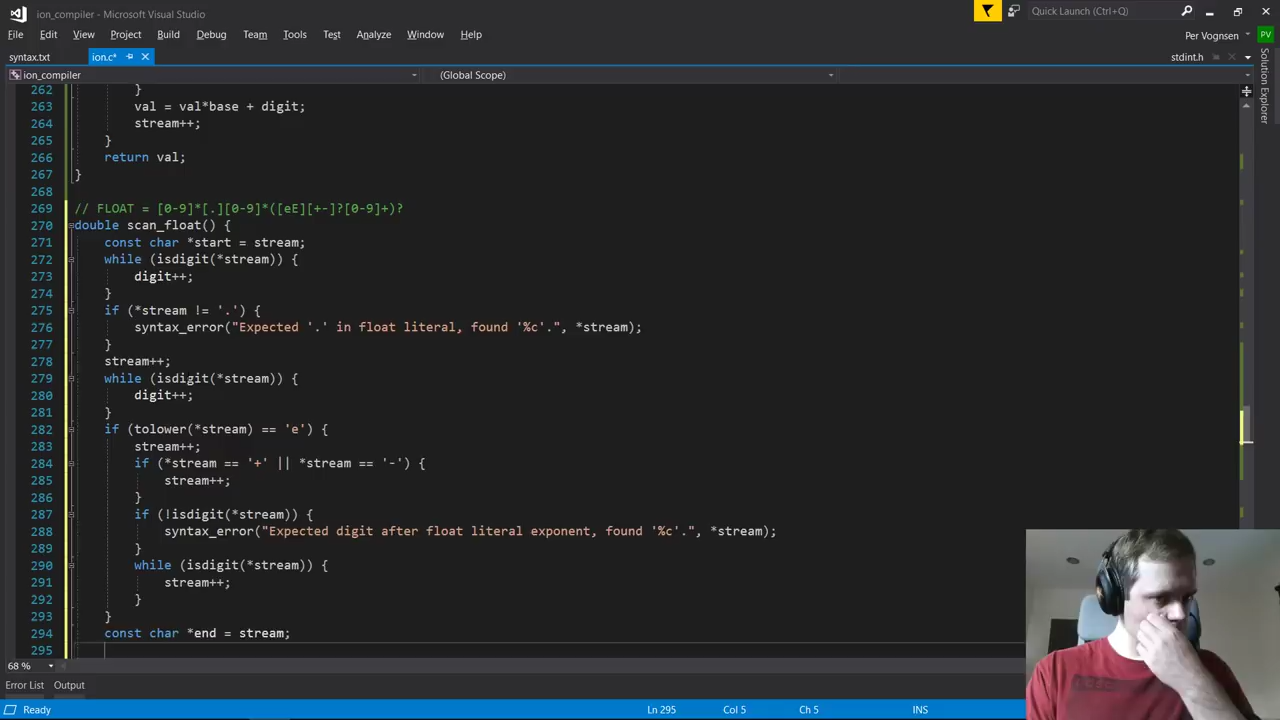 ion_compiler - Microsoft Visual Studio
Quick Launch (Ctrl+Q)
File Edit View Project Build Debug Team Tools Test Analyze Window Help
Per Vognsen PV
syntax.txt ion.c* stdint.h
ion_compiler (Global Scope)
Solution Explorer
262 }
263 val = val*base + digit;
264 stream++;
265 }
266 return val;
267 }
268
269 // FLOAT = [0-9]*[.][0-9]*([eE][+-]?[0-9]+)?
270 double scan_float() {
271 const char *start = stream;
272 while (isdigit(*stream)) {
273 digit++;
274 }
275 if (*stream != '.') {
276 syntax_error("Expected '.' in float literal, found '%c'.", *stream);
277 }
278 stream++;
279 while (isdigit(*stream)) {
280 digit++;
281 }
282 if (tolower(*stream) == 'e') {
283 stream++;
284 if (*stream == '+' || *stream == '-') {
285 stream++;
286 }
287 if (!isdigit(*stream)) {
288 syntax_error("Expected digit after float literal exponent, found '%c'.", *stream);
289 }
290 while (isdigit(*stream)) {
291 stream++;
292 }
293 }
294 const char *end = stream;
295
68 %
Error List Output
Ready Ln 295 Col 5 Ch 5 INS